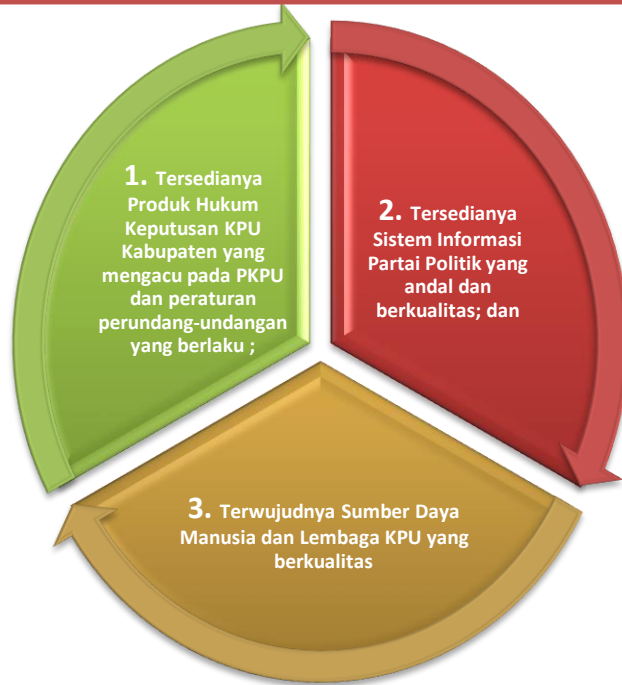 1. Tersedianya
Produk Hukum
Keputusan KPU
Kabupaten yang
mengacu pada PKPU
dan peraturan
perundang-undangan
yang berlaku ;
2. Tersedianya
Sistem Informasi
Partai Politik yang
andal dan
berkualitas; dan
3. Terwujudnya Sumber Daya
Manusia dan Lembaga KPU yang
berkualitas